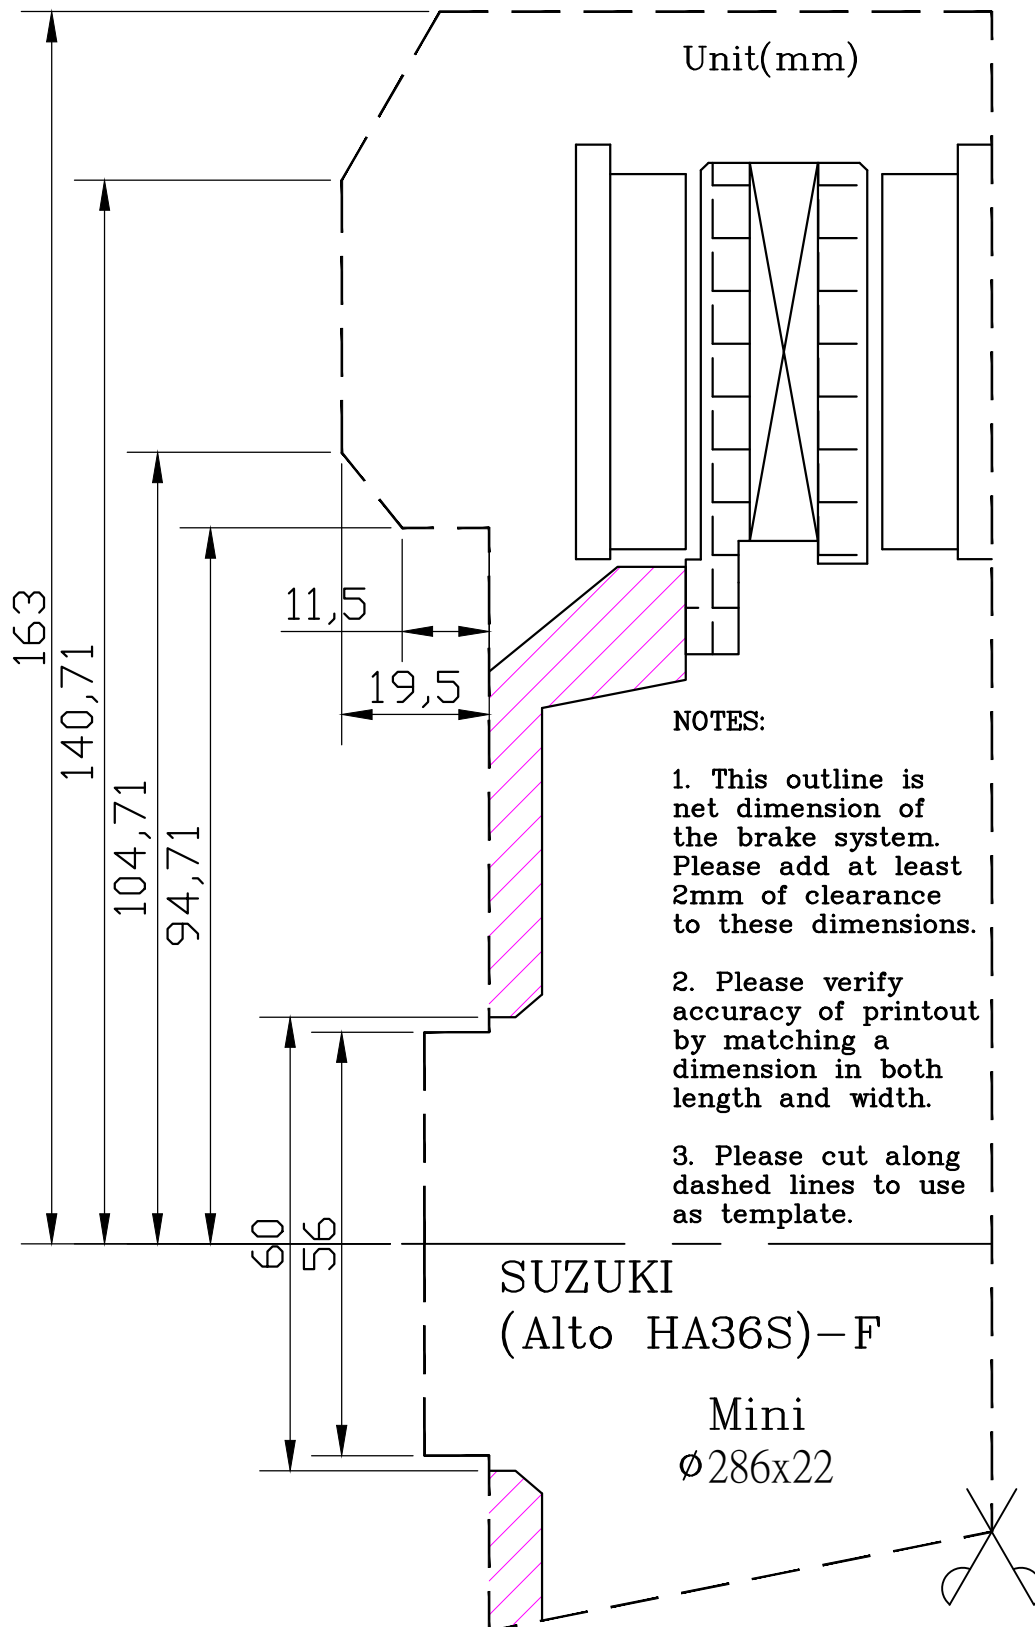 Unit(mm)
163
140,71
104,71
94,71
11,5
19,5
60
56
NOTES:
1. This outline is
net dimension of
the brake system.
Please add at least
2mm of clearance
to these dimensions.
2. Please verify
accuracy of printout
by matching a
dimension in both
length and width.
3. Please cut along
dashed lines to use
as template.
SUZUKI
(Alto HA36S)-F
Mini
ø286x22